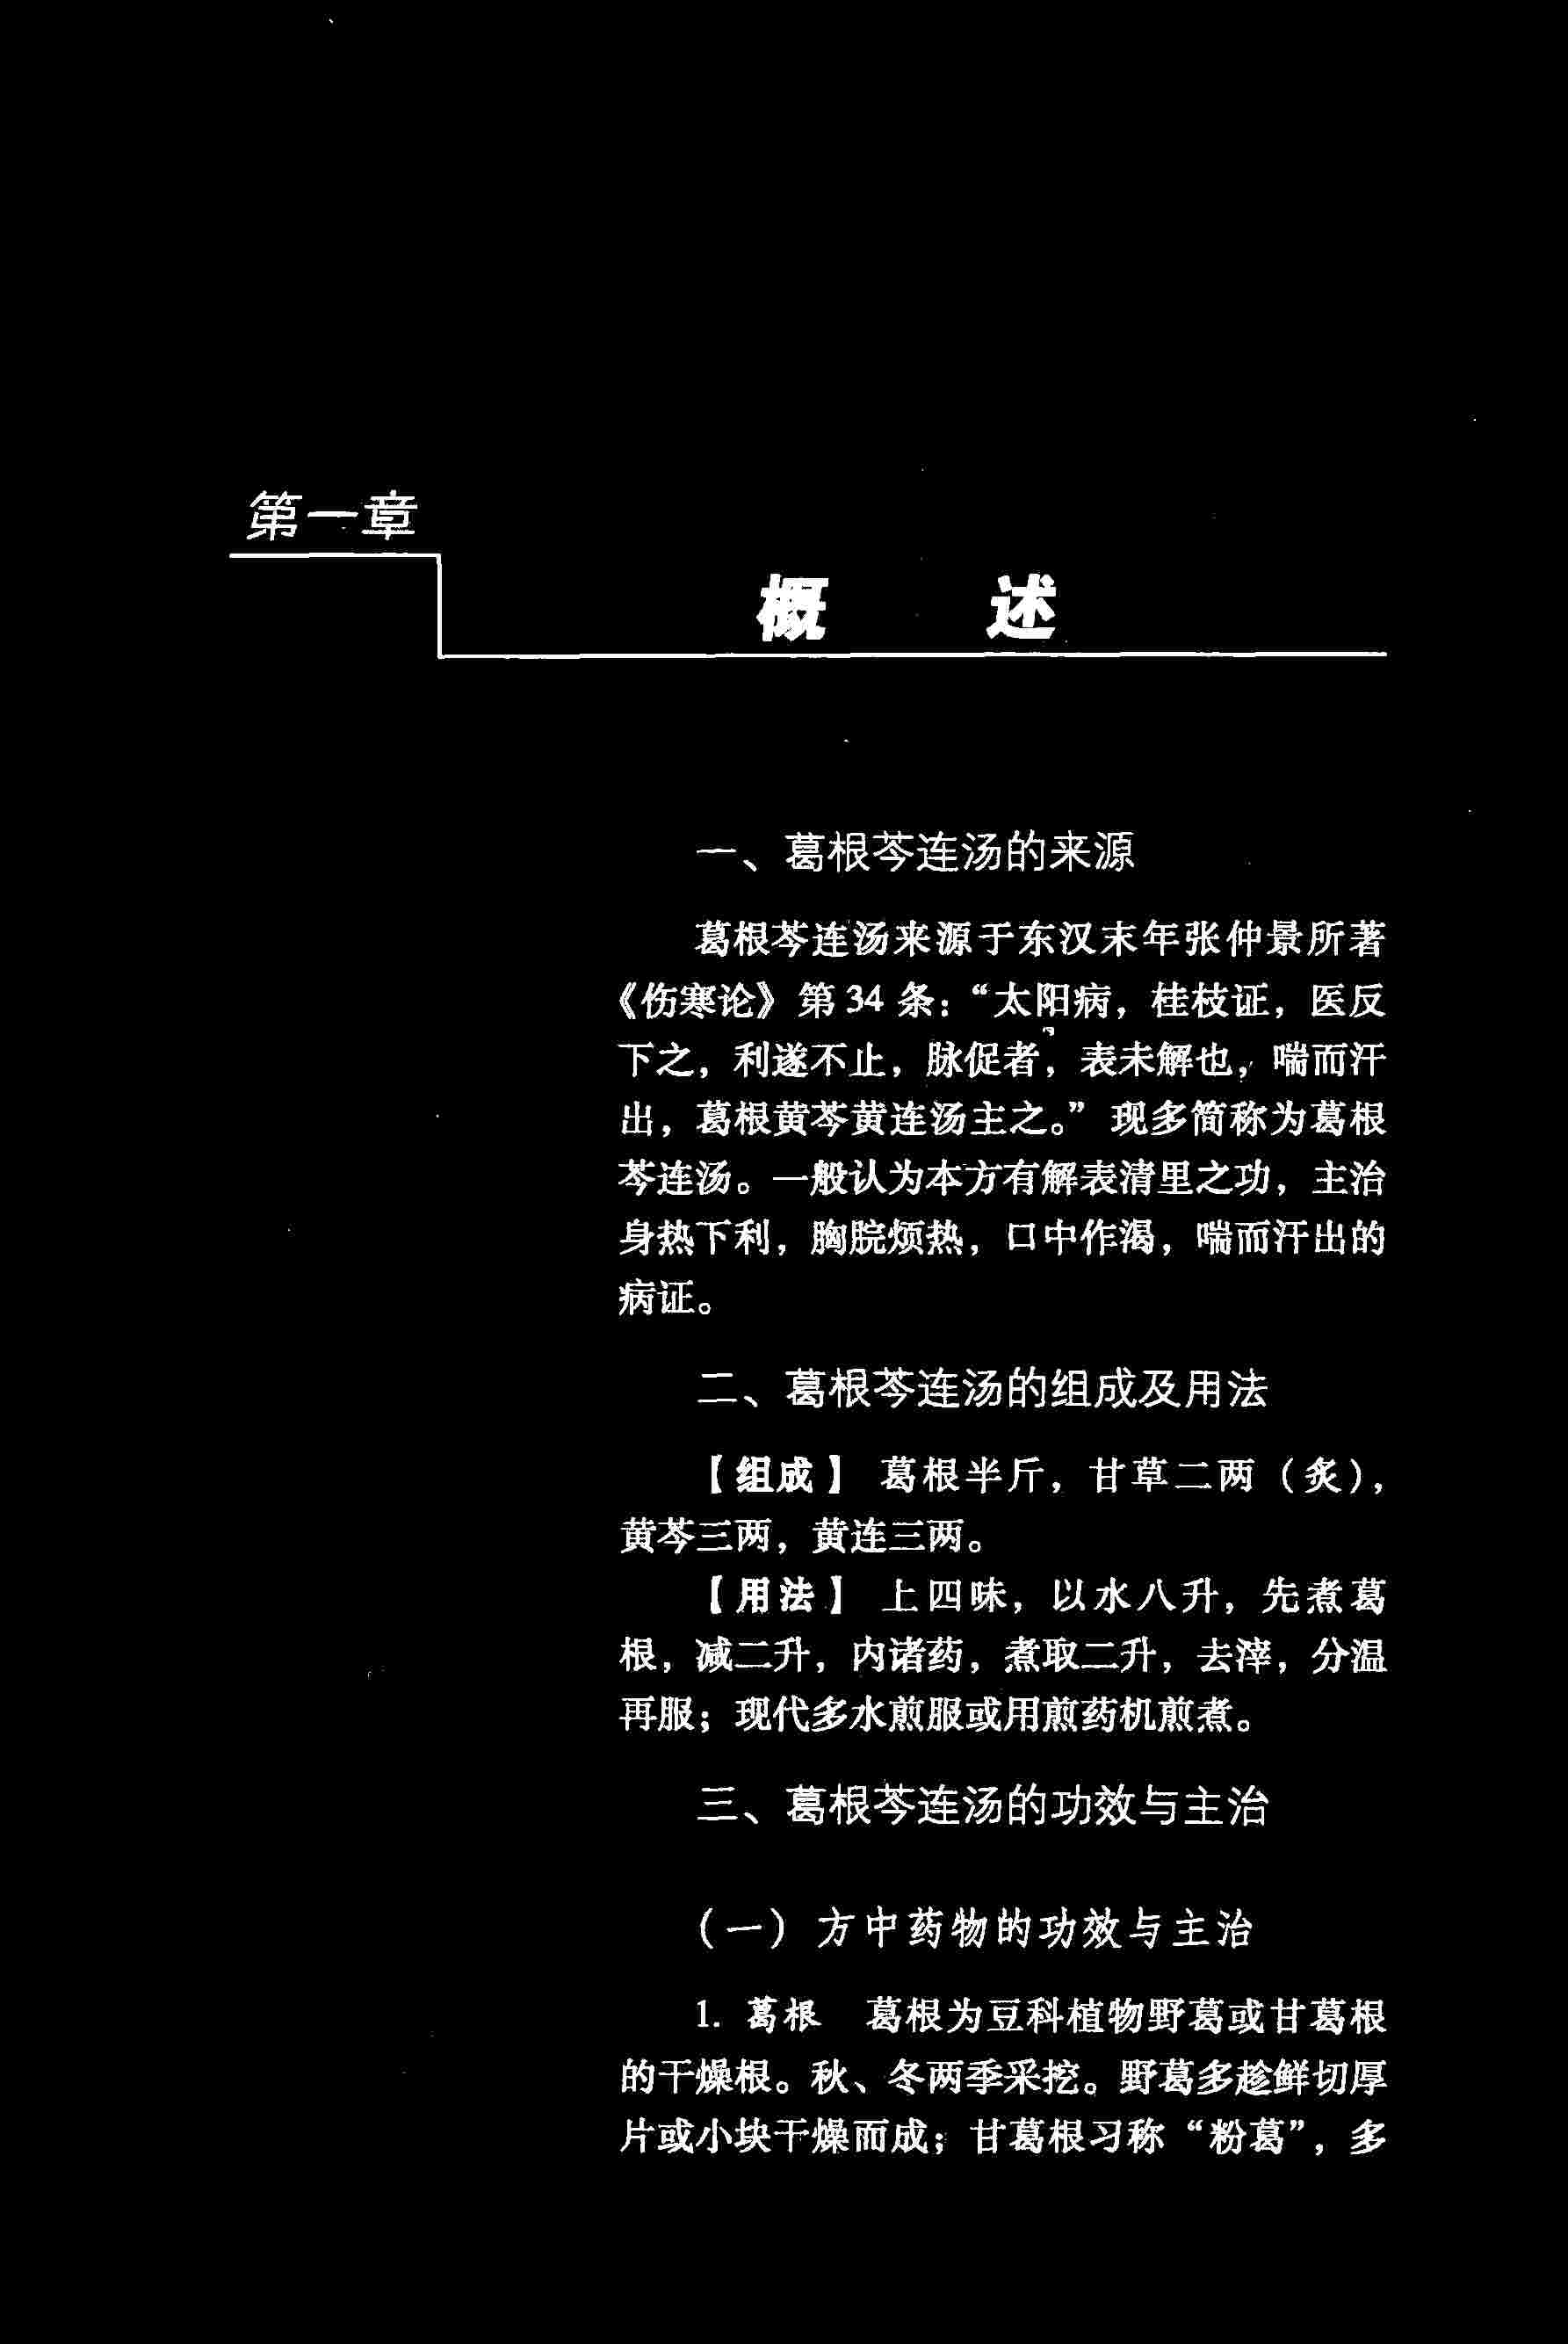 第一章
概 述
一、葛根芩连汤的来源
葛根芩连汤来源于东汉末年张仲景所著
《伤寒论》第34条：“太阳病，桂枝证，医反
下之，利遂不止，脉促者，表未解也，喘而汗
出，葛根黄芩黄连汤主之。”现多简称为葛根
芩连汤。一般认为本方有解表清里之功，主治
身热下利，胸脘烦热，口中作渴，喘而汗出的
病证。
二、葛根芩连汤的组成及用法
【组成】 葛根半斤，甘草二两（炙），
黄芩三两，黄连三两。
【用法】 上四味，以水八升，先煮葛
根，减二升，内诸药，煮取二升，去滓，分温
再服；现代多水煎服或用煎药机煎煮。
三、葛根芩连汤的功效与主治
（一）方中药物的功效与主治
1. 葛根 葛根为豆科植物野葛或甘葛根
的干燥根。秋、冬两季采挖。野葛多趁鲜切厚
片或小块干燥而成；甘葛根习称“粉葛”，多